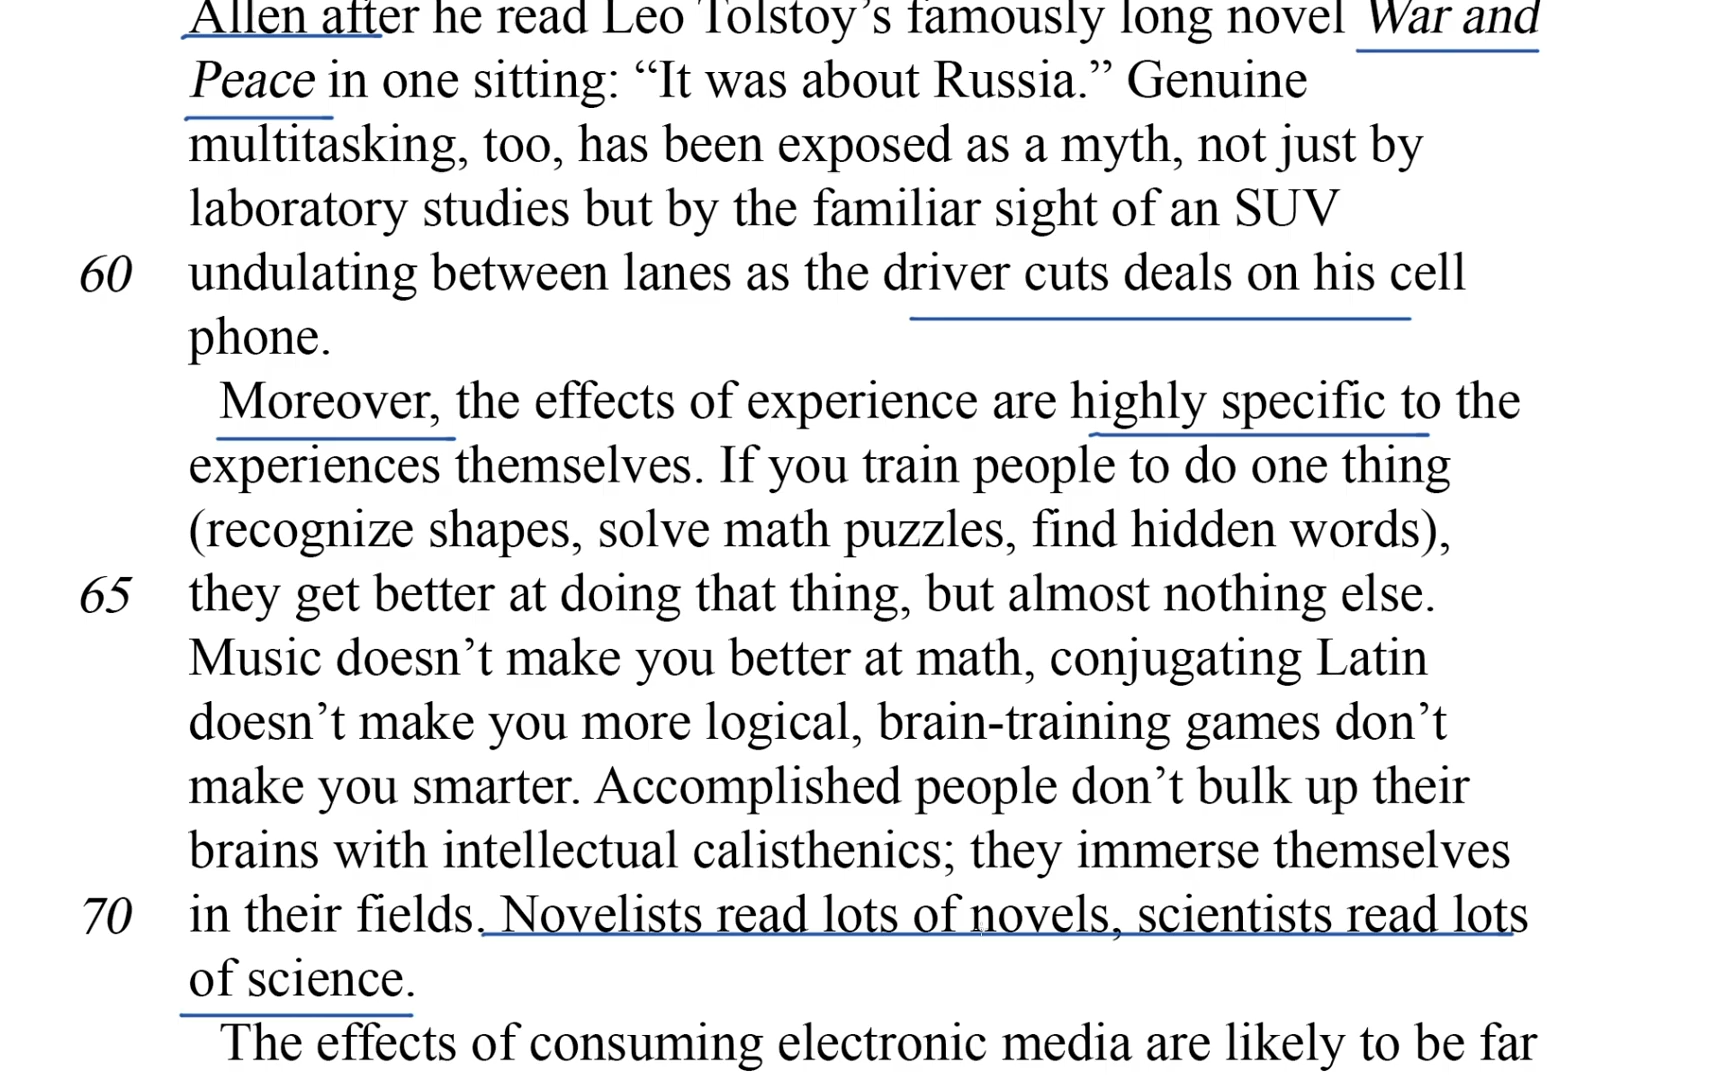 Allen after he read Leo Tolstoy’s famously long novel War and
Peace in one sitting: “It was about Russia.” Genuine
multitasking, too, has been exposed as a myth, not just by
laboratory studies but by the familiar sight of an SUV
60 undulating between lanes as the driver cuts deals on his cell
phone.
Moreover, the effects of experience are highly specific to the
experiences themselves. If you train people to do one thing
(recognize shapes, solve math puzzles, find hidden words),
65 they get better at doing that thing, but almost nothing else.
Music doesn’t make you better at math, conjugating Latin
doesn’t make you more logical, brain-training games don’t
make you smarter. Accomplished people don’t bulk up their
brains with intellectual calisthenics; they immerse themselves
70 in their fields. Novelists read lots of novels, scientists read lots
of science.
The effects of consuming electronic media are likely to be far